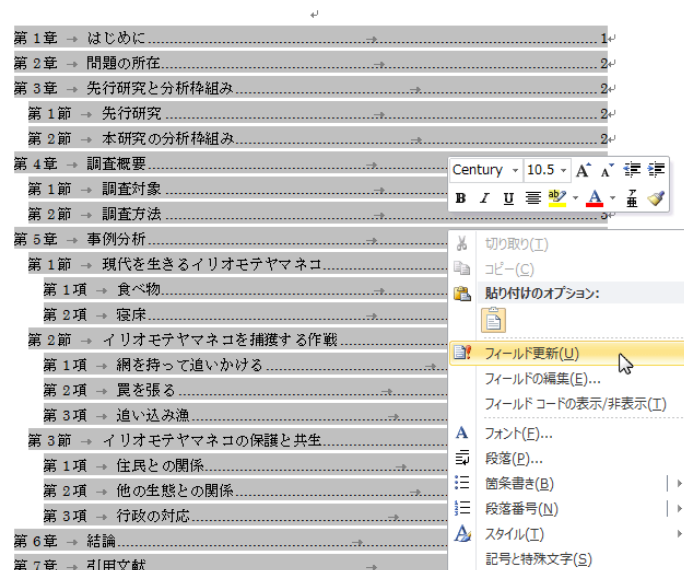 第1章 → はじめに → 1
第2章 → 問題の所在 → 2
第3章 → 先行研究と分析枠組み → 2
第1節 → 先行研究 → 2
第2節 → 本研究の分析枠組み → 2
第4章 → 調査概要 →
第1節 → 調査対象 →
第2節 → 調査方法 →
第5章 → 事例分析 →
第1節 → 現代を生きるイリオモテヤマネコ
第1項 → 食べ物 →
第2項 → 寝床 →
第2節 → イリオモテヤマネコを捕獲する作戦
第1項 → 網を持って追いかける →
第2項 → 罠を張る →
第3項 → 追い込み漁 →
第3節 → イリオモテヤマネコの保護と共生
第1項 → 住民との関係 →
第2項 → 他の生態との関係 →
第3項 → 行政の対応 →
第6章 → 結論 →
第7章 → 引用文献 →
Century 10.5 A A
B I U ab A ア亜
切り取り(T)
コピー(C)
貼り付けのオプション:
フィールド更新(U)
フィールドの編集(E)...
フィールド コードの表示/非表示(T)
フォント(F)...
段落(P)...
箇条書き(B)
段落番号(N)
スタイル(T)
記号と特殊文字(S)